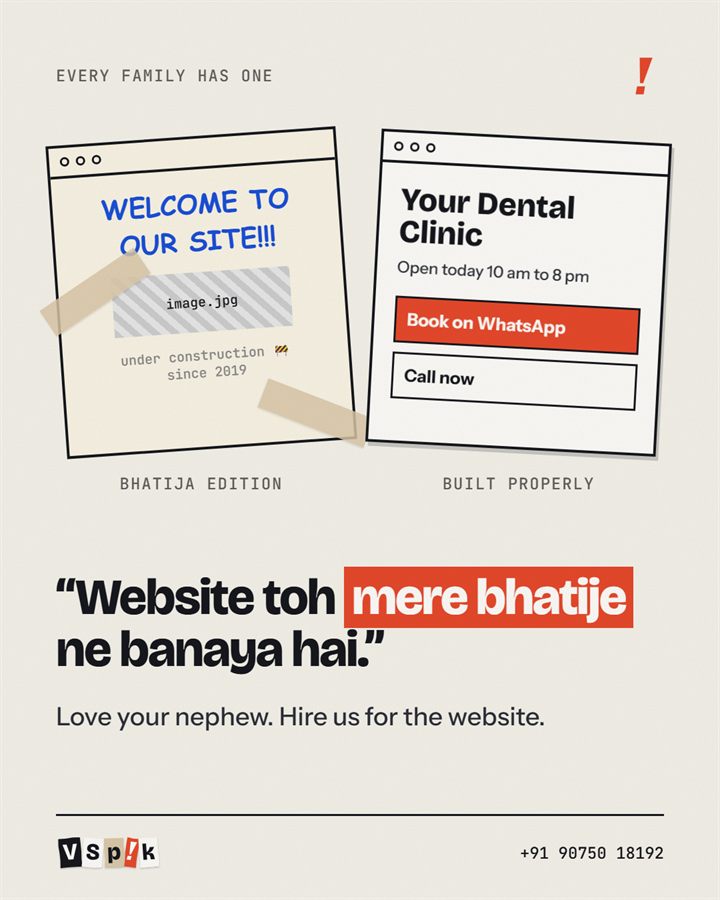 EVERY FAMILY HAS ONE
!
WELCOME TO
OUR SITE!!!
image.jpg
under construction 🚧
since 2019
BHATIJA EDITION
Your Dental
Clinic
Open today 10 am to 8 pm
Book on WhatsApp
Call now
BUILT PROPERLY
“Website toh mere bhatije
ne banaya hai.”
Love your nephew. Hire us for the website.
VSp!k
+91 90750 18192